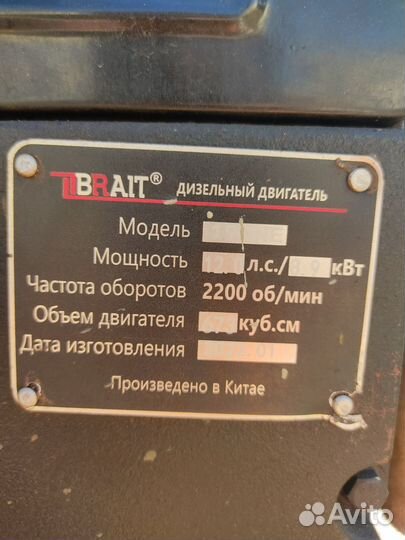 BRAIT® ДИЗЕЛЬНЫЙ ДВИГАТЕЛЬ
Модель
Мощность л.с./ кВт
Частота оборотов 2200 об/мин
Объем двигателя куб.см
Дата изготовления
Произведено в Китае
Avito